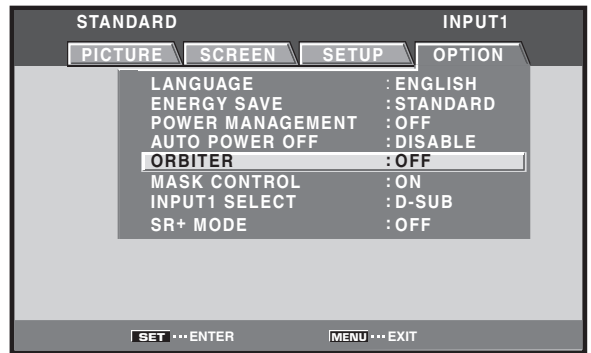 STANDARD INPUT1
PICTURE SCREEN SETUP OPTION
LANGUAGE : ENGLISH
ENERGY SAVE : STANDARD
POWER MANAGEMENT : OFF
AUTO POWER OFF : DISABLE
ORBITER : OFF
MASK CONTROL : ON
INPUT1 SELECT : D-SUB
SR+ MODE : OFF
SET ··· ENTER MENU ··· EXIT